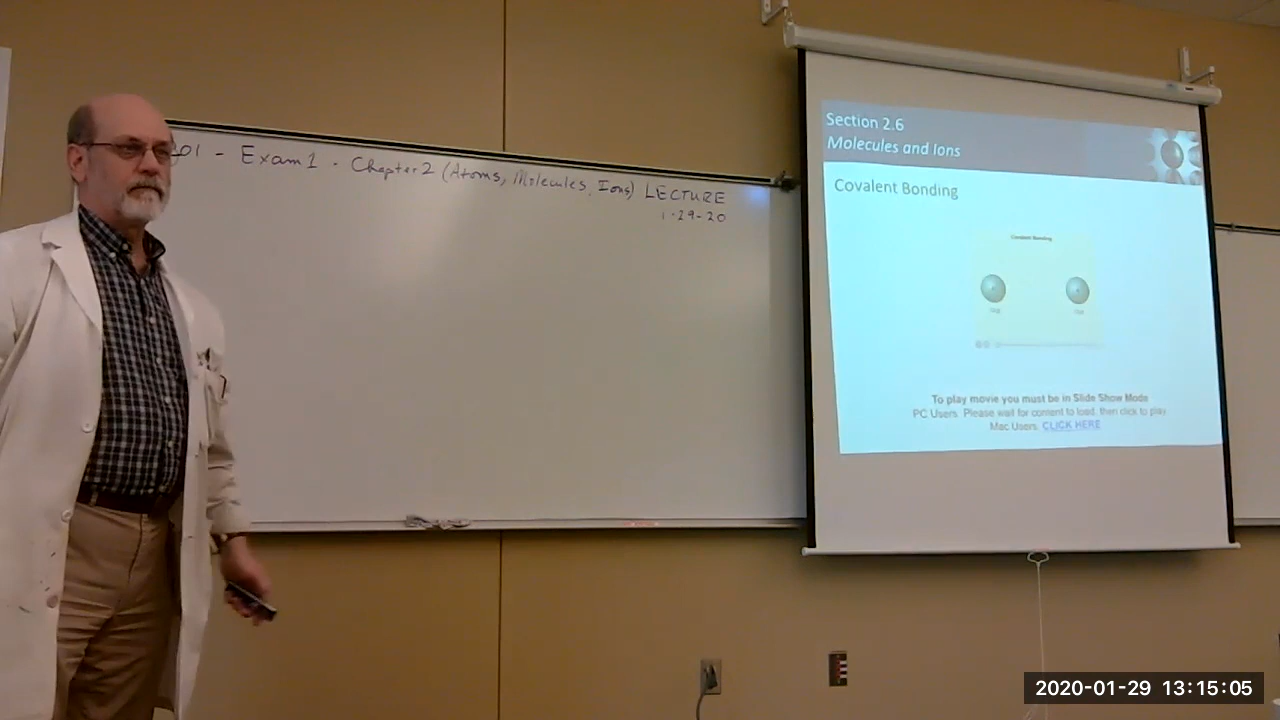 01 - Exam 1 - Chapter 2 (Atoms, Molecules, Ions) LECTURE
1-29-20
Section 2.6
Molecules and Ions
Covalent Bonding
Covalent Bonding
To play movie you must be in Slide Show Mode
PC Users: Please wait for content to load, then click to play
Mac Users: CLICK HERE
2020-01-29 13:15:05